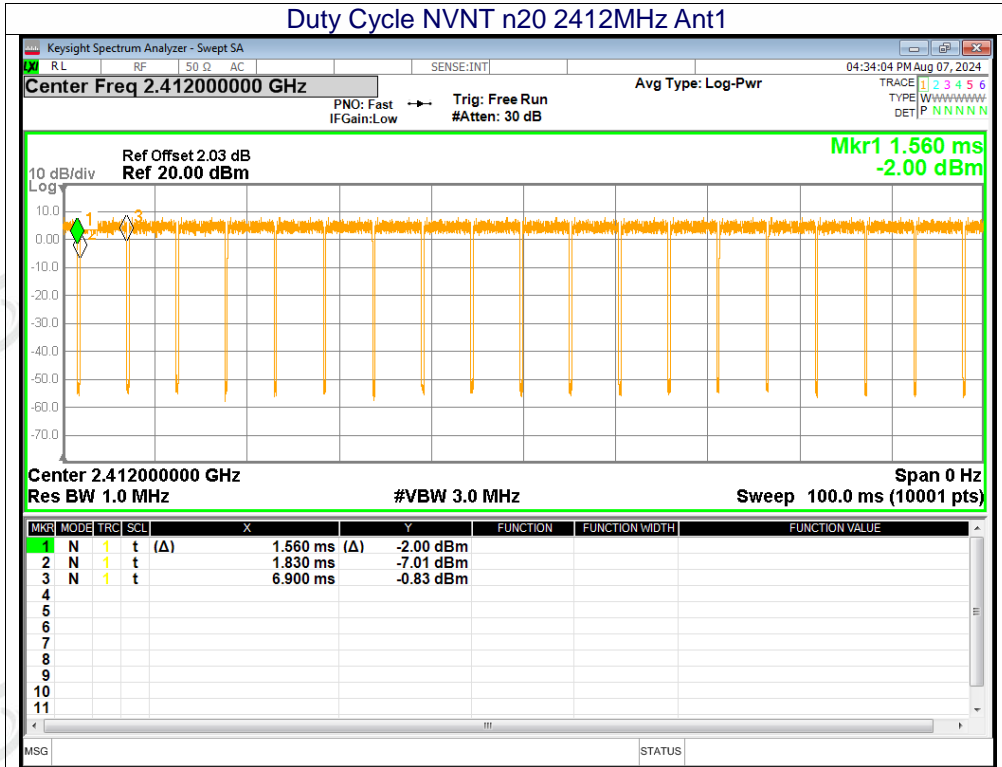 Duty Cycle NVNT n20 2412MHz Ant1
Keysight Spectrum Analyzer - Swept SA
LXI RL RF 50 Ω AC SENSE:INT 04:34:04 PM Aug 07, 2024
Center Freq 2.412000000 GHz Avg Type: Log-Pwr TRACE 1 2 3 4 5 6
PNO: Fast Trig: Free Run TYPE WWWWWW
IFGain:Low #Atten: 30 dB DET P N N N N N
Mkr1 1.560 ms
Ref Offset 2.03 dB
10 dB/div Ref 20.00 dBm -2.00 dBm
Log
10.0
1 3
0.00
2
-10.0
-20.0
-30.0
-40.0
-50.0
-60.0
-70.0
Center 2.412000000 GHz Span 0 Hz
Res BW 1.0 MHz #VBW 3.0 MHz Sweep 100.0 ms (10001 pts)
MKR MODE TRC SCL X Y FUNCTION FUNCTION WIDTH FUNCTION VALUE
1 N 1 t (Δ) 1.560 ms (Δ) -2.00 dBm
2 N 1 t 1.830 ms -7.01 dBm
3 N 1 t 6.900 ms -0.83 dBm
4
5
6
7
8
9
10
11
MSG STATUS